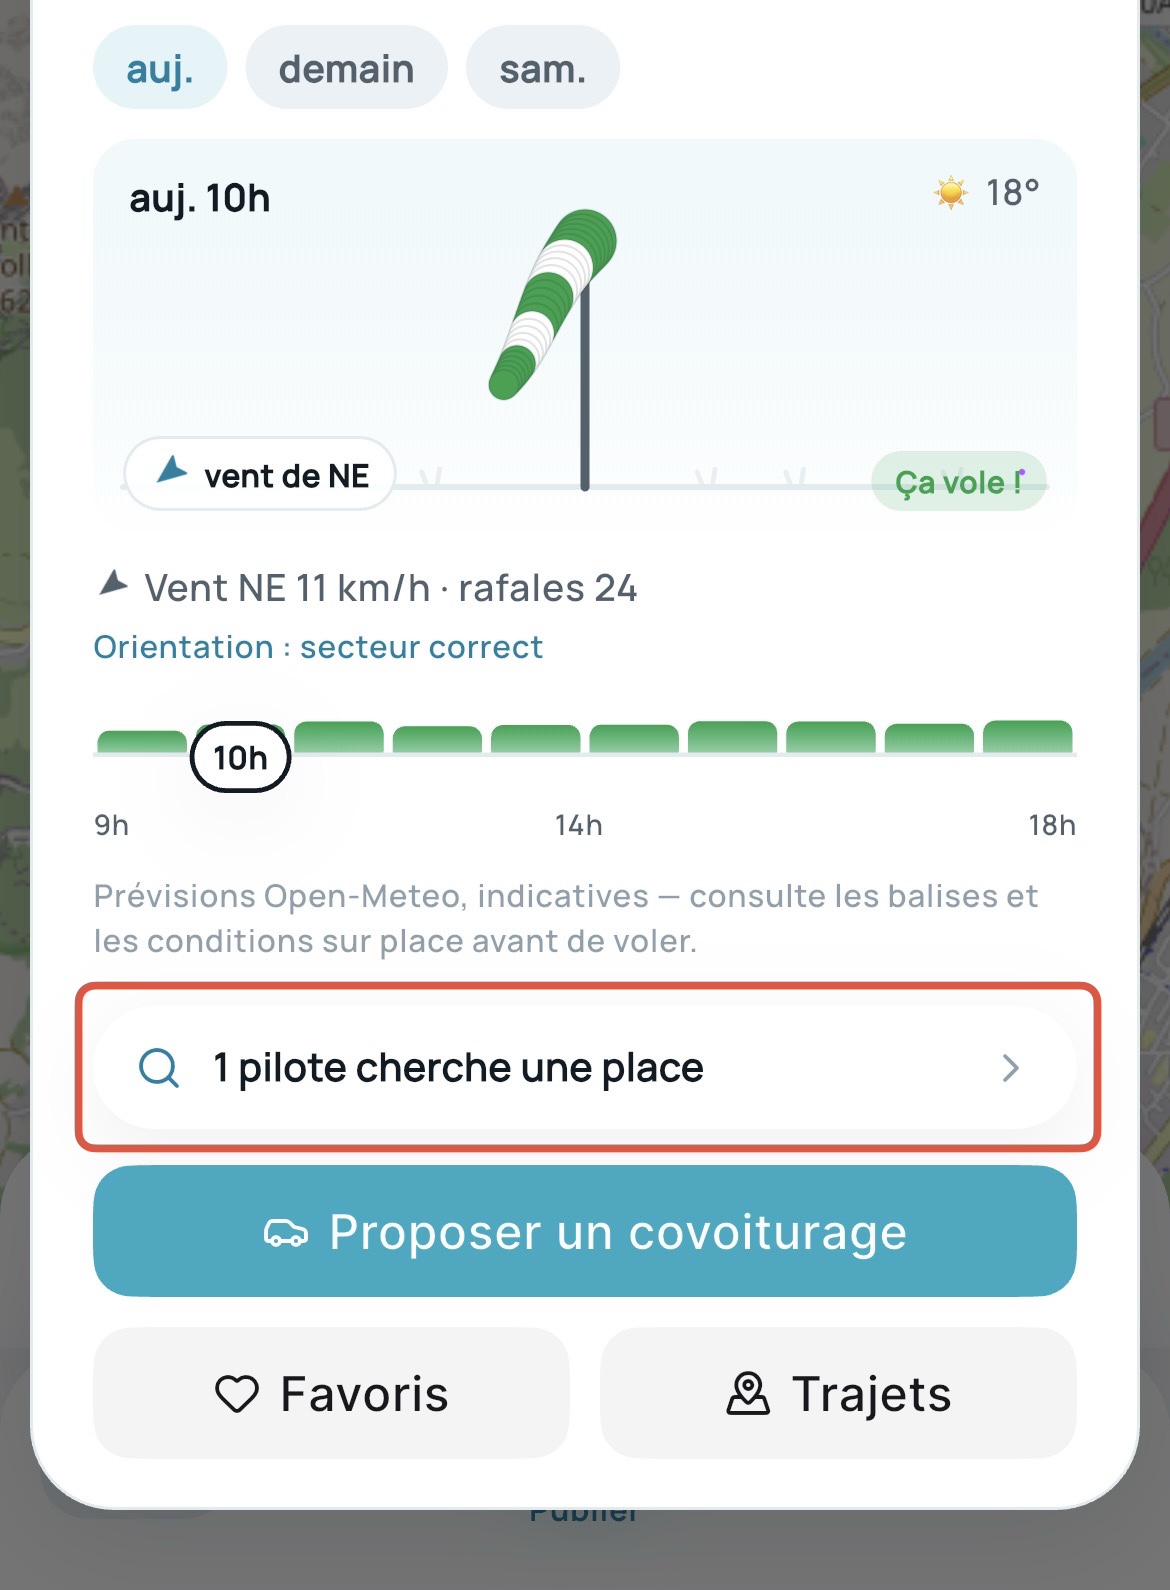 auj.
demain
sam.
auj. 10h
18°
vent de NE
Ça vole !
Vent NE 11 km/h · rafales 24
Orientation : secteur correct
10h
9h
14h
18h
Prévisions Open-Meteo, indicatives — consulte les balises et
les conditions sur place avant de voler.
1 pilote cherche une place
Proposer un covoiturage
Favoris
Trajets
Publier